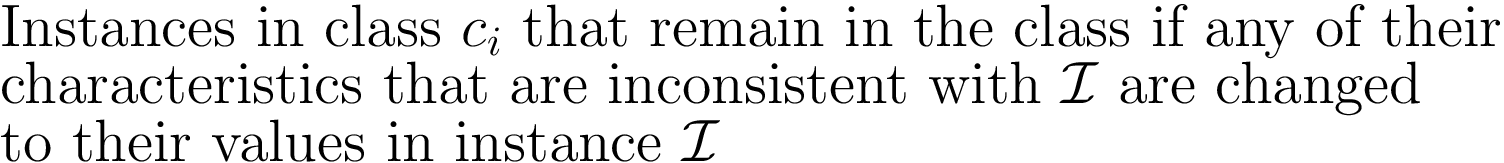 Instances in class $c_i$ that remain in the class if any of their
characteristics that are inconsistent with $\mathcal{I}$ are changed
to their values in instance $\mathcal{I}$